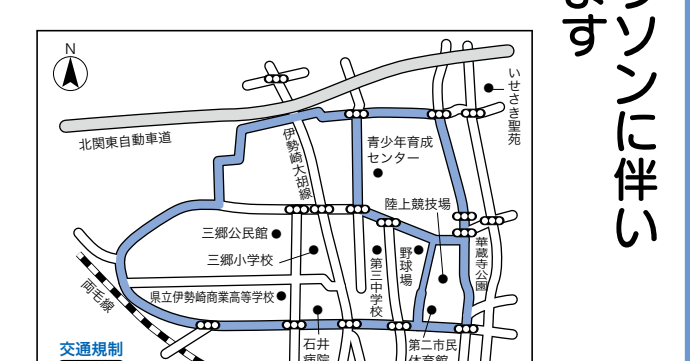 ソンに伴い
ます
N
北関東自動車道
伊勢崎大胡線
いせさき聖苑
青少年育成
センター
陸上競技場
三郷公民館
三郷小学校
第三中学校
野球場
華蔵寺公園
両毛線
県立伊勢崎商業高等学校
石井
病院
第二市民
体育館
交通規制